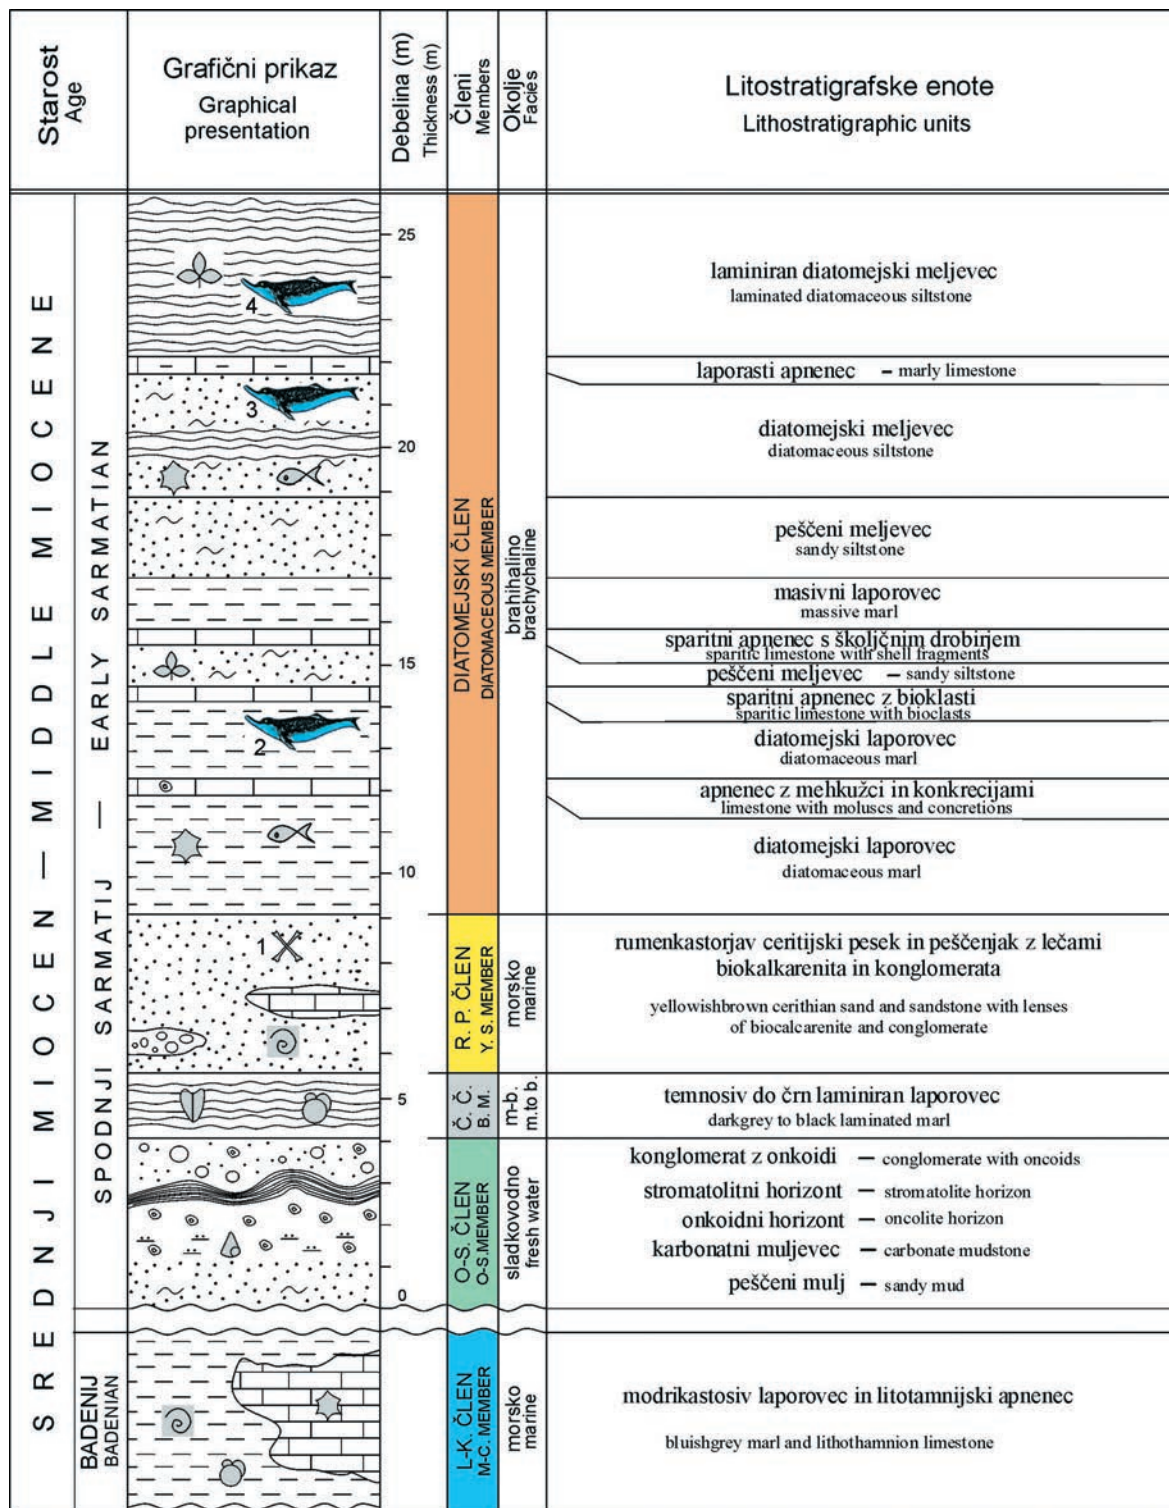 Starost
Age
Grafični prikaz
Graphical
presentation
Debelina (m)
Thickness (m)
Členi
Members
Okolje
Facies
Litostratigrafske enote
Lithostratigraphic units
SREDNJI MIOCEN — MIDDLE MIOCENE
SPODNJI SARMATIJ — EARLY SARMATIAN
BADENIJ
BADENIAN
4
3
2
1
25
20
15
10
5
0
DIATOMEJSKI ČLEN
DIATOMACEOUS MEMBER
R. P. ČLEN
Y. S. MEMBER
Č. Č.
B. M.
O-S. ČLEN
O-S.MEMBER
L-K. ČLEN
M-C. MEMBER
brahihalino
brachychaline
morsko
marine
m-b.
m.to b.
sladkovodno
fresh water
morsko
marine
laminiran diatomejski meljevec
laminated diatomaceous siltstone
laporasti apnenec – marly limestone
diatomejski meljevec
diatomaceous siltstone
peščeni meljevec
sandy siltstone
masivni laporovec
massive marl
sparitni apnenec s školjčnim drobirjem
sparitic limestone with shell fragments
peščeni meljevec – sandy siltstone
sparitni apnenec z bioklasti
sparitic limestone with bioclasts
diatomejski laporovec
diatomaceous marl
apnenec z mehkužci in konkrecijami
limestone with moluscs and concretions
diatomejski laporovec
diatomaceous marl
rumenkastorjav ceritijski pesek in peščenjak z lečami
biokalkarenita in konglomerata
yellowishbrown cerithian sand and sandstone with lenses
of biocalcarenite and conglomerate
temnosiv do črn laminiran laporovec
darkgrey to black laminated marl
konglomerat z onkoidi – conglomerate with oncoids
stromatolitni horizont – stromatolite horizon
onkoidni horizont – oncolite horizon
karbonatni muljevec – carbonate mudstone
peščeni mulj – sandy mud
modrikastosiv laporovec in litotamnijski apnenec
bluishgrey marl and lithothamnion limestone